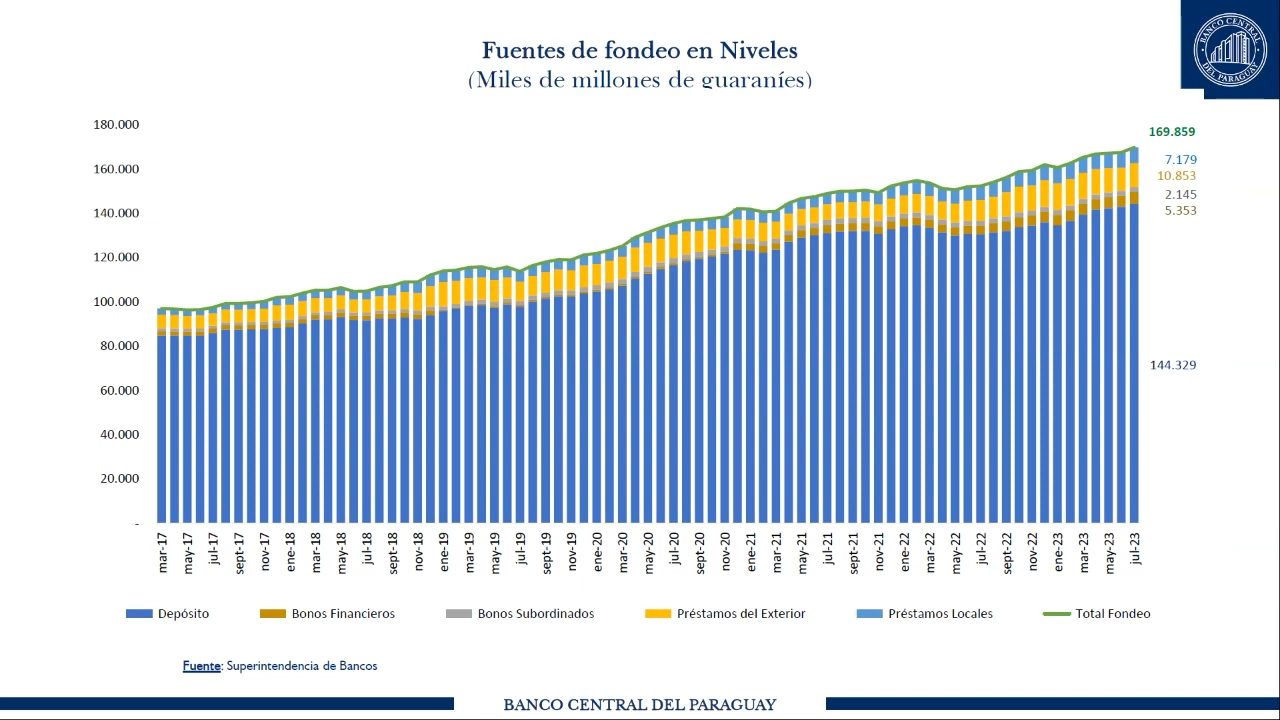 Fuentes de fondeo en Niveles
(Miles de millones de guaraníes)
BANCO CENTRAL
DEL PARAGUAY
180.000
160.000
140.000
120.000
100.000
80.000
60.000
40.000
20.000
-
169.859
7.179
10.853
2.145
5.353
144.329
mar-17
may-17
jul-17
sept-17
nov-17
ene-18
mar-18
may-18
jul-18
sept-18
nov-18
ene-19
mar-19
may-19
jul-19
sept-19
nov-19
ene-20
mar-20
may-20
jul-20
sept-20
nov-20
ene-21
mar-21
may-21
jul-21
sept-21
nov-21
ene-22
mar-22
may-22
jul-22
sept-22
nov-22
ene-23
mar-23
may-23
jul-23
Depósito
Bonos Financieros
Bonos Subordinados
Préstamos del Exterior
Préstamos Locales
Total Fondeo
Fuente: Superintendencia de Bancos
BANCO CENTRAL DEL PARAGUAY